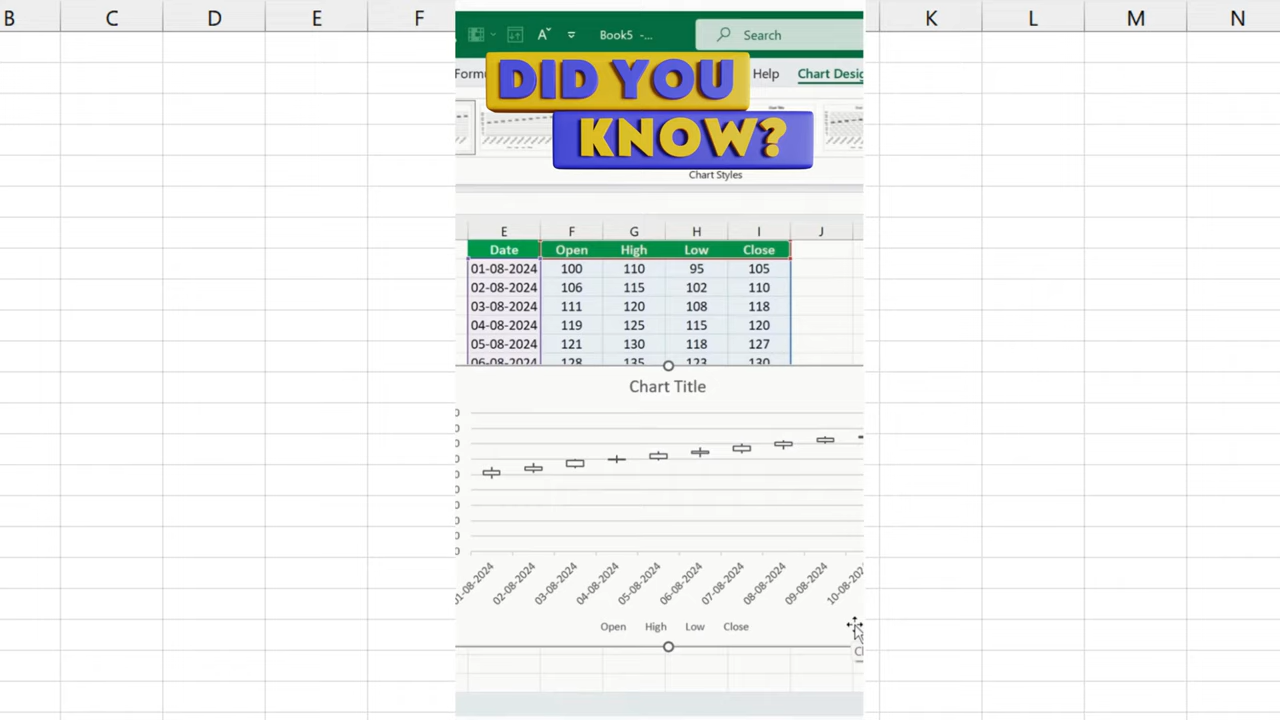 B C D E F K L M N
Book5 -... Search
Formu Help Chart Desig
DID YOU
KNOW?
Chart Styles
E F G H I J
Date Open High Low Close
01-08-2024 100 110 95 105
02-08-2024 106 115 102 110
03-08-2024 111 120 108 118
04-08-2024 119 125 115 120
05-08-2024 121 130 118 127
06-08-2024 128 135 123 130
Chart Title
01-08-2024 02-08-2024 03-08-2024 04-08-2024 05-08-2024 06-08-2024 07-08-2024 08-08-2024 09-08-2024 10-08-202
Open High Low Close